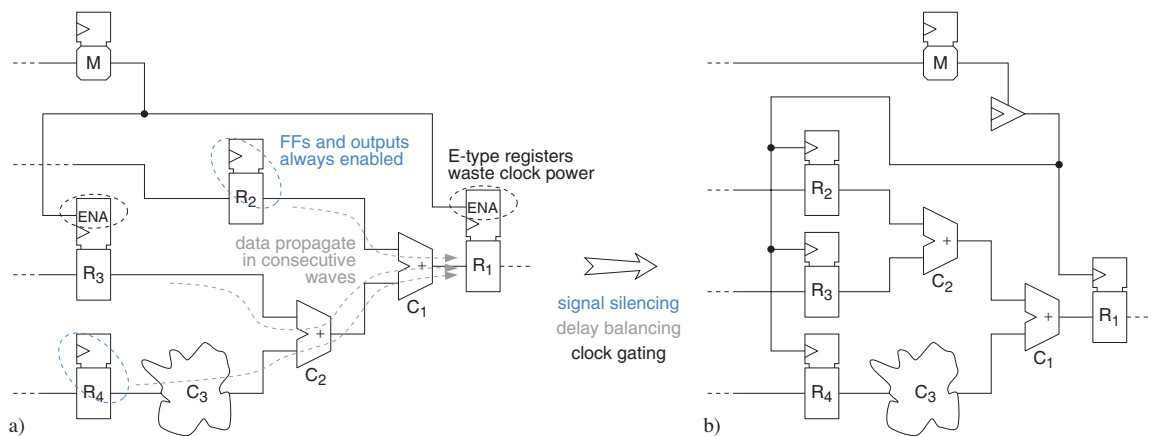 M
M
FFs and outputs
always enabled
E-type registers
waste clock power
R2
ENA
ENA
R2
data propagate
in consecutive
waves
R3
+
R1
C1
+
C2
+
C2
R3
signal silencing
delay balancing
clock gating
+
R1
C1
R4
C3
R4
C3
a)
b)